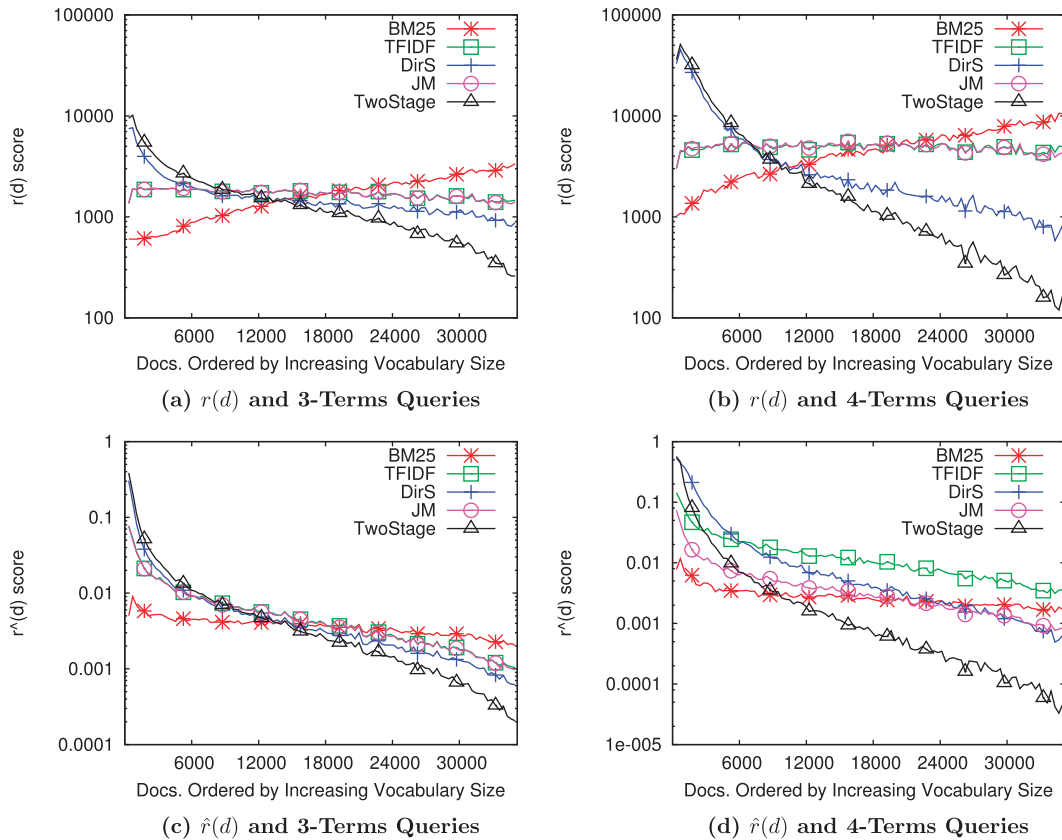 100000
10000
1000
100
r(d) score
BM25
TFIDF
DirS
JM
TwoStage
6000 12000 18000 24000 30000
Docs. Ordered by Increasing Vocabulary Size
(a) r(d) and 3-Terms Queries
100000
10000
1000
100
r(d) score
BM25
TFIDF
DirS
JM
TwoStage
6000 12000 18000 24000 30000
Docs. Ordered by Increasing Vocabulary Size
(b) r(d) and 4-Terms Queries
1
0.1
0.01
0.001
0.0001
r^(d) score
BM25
TFIDF
DirS
JM
TwoStage
6000 12000 18000 24000 30000
Docs. Ordered by Increasing Vocabulary Size
(c) r̂(d) and 3-Terms Queries
1
0.1
0.01
0.001
0.0001
1e-005
r^(d) score
BM25
TFIDF
DirS
JM
TwoStage
6000 12000 18000 24000 30000
Docs. Ordered by Increasing Vocabulary Size
(d) r̂(d) and 4-Terms Queries